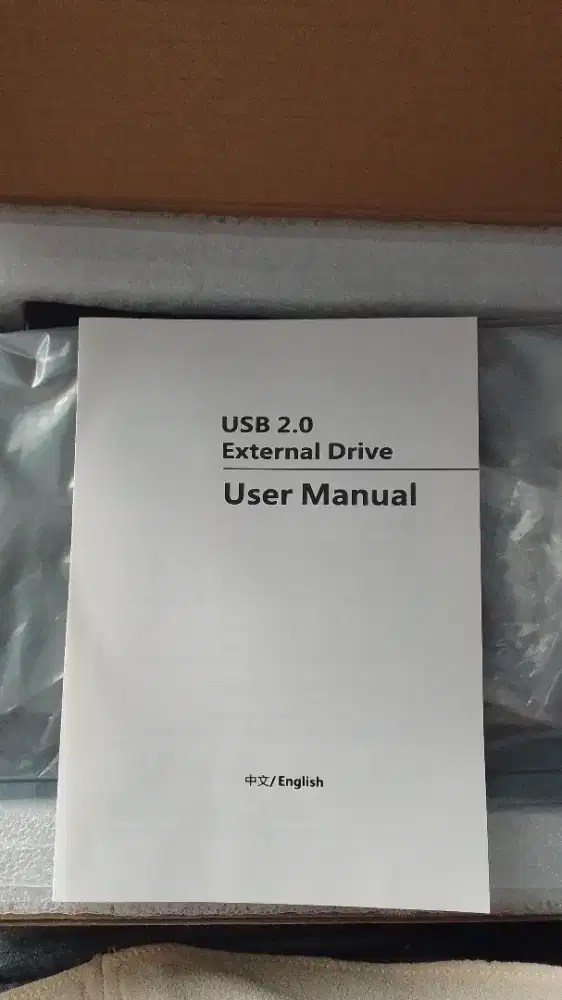 USB 2.0
External Drive
User Manual
中文/English